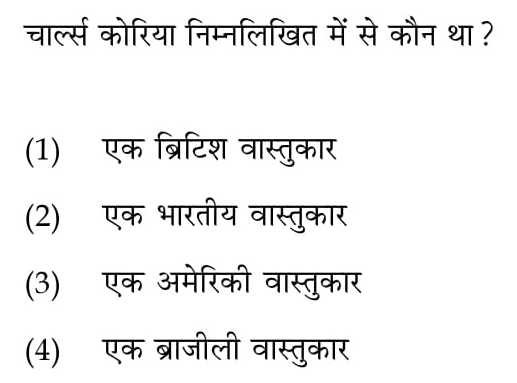 चार्ल्स कोरिया निम्नलिखित में से कौन था ?
(1) एक ब्रिटिश वास्तुकार
(2) एक भारतीय वास्तुकार
(3) एक अमेरिकी वास्तुकार
(4) एक ब्राजीली वास्तुकार